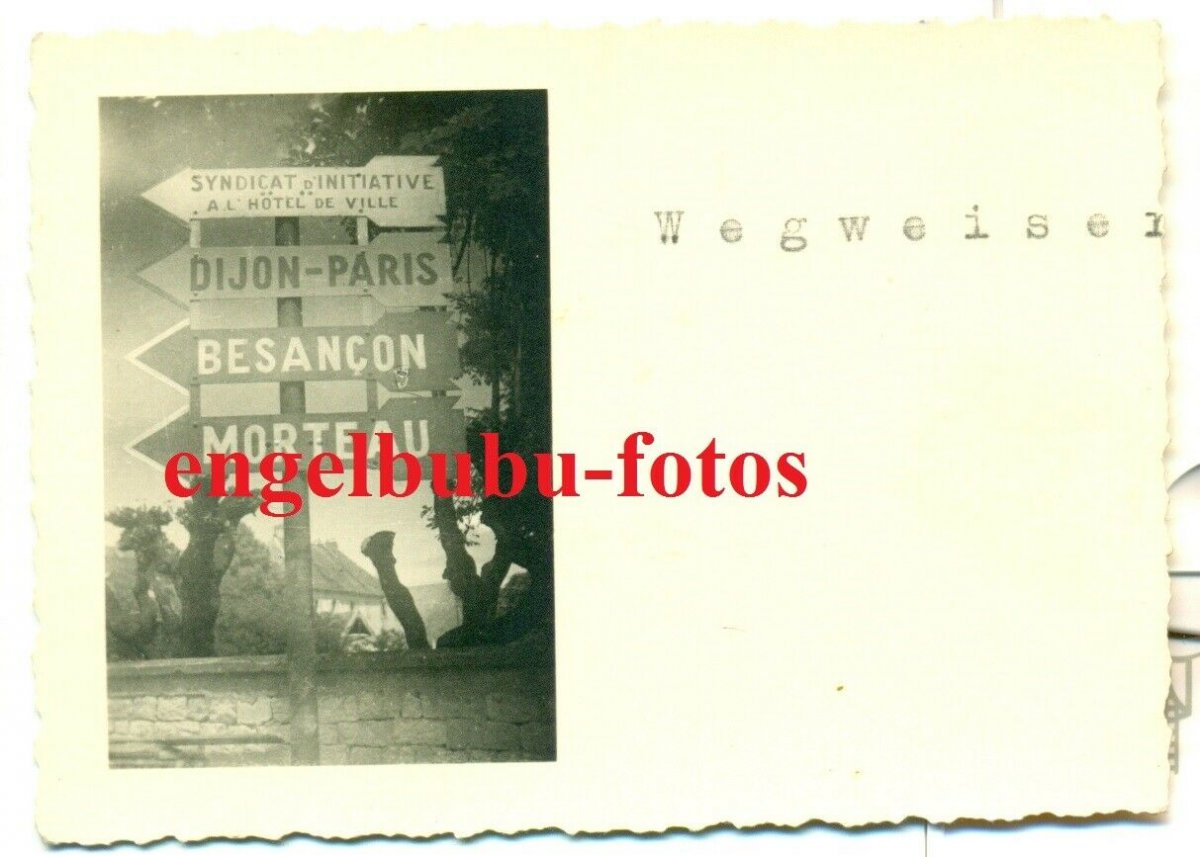 SYNDICAT D'INITIATIVE
A L'HÔTEL DE VILLE
DIJON-PARIS
BESANÇON
MORTEAU
engelbubu-fotos
Wegweiser